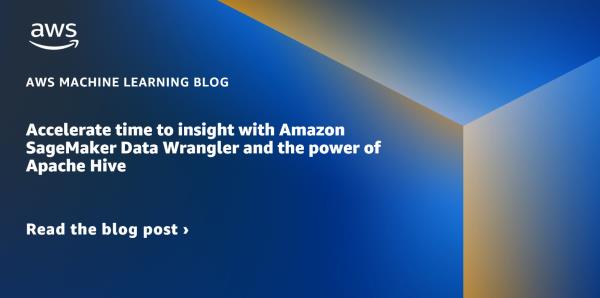 aws
AWS MACHINE LEARNING BLOG
Accelerate time to insight with Amazon
SageMaker Data Wrangler and the power of
Apache Hive
Read the blog post ›